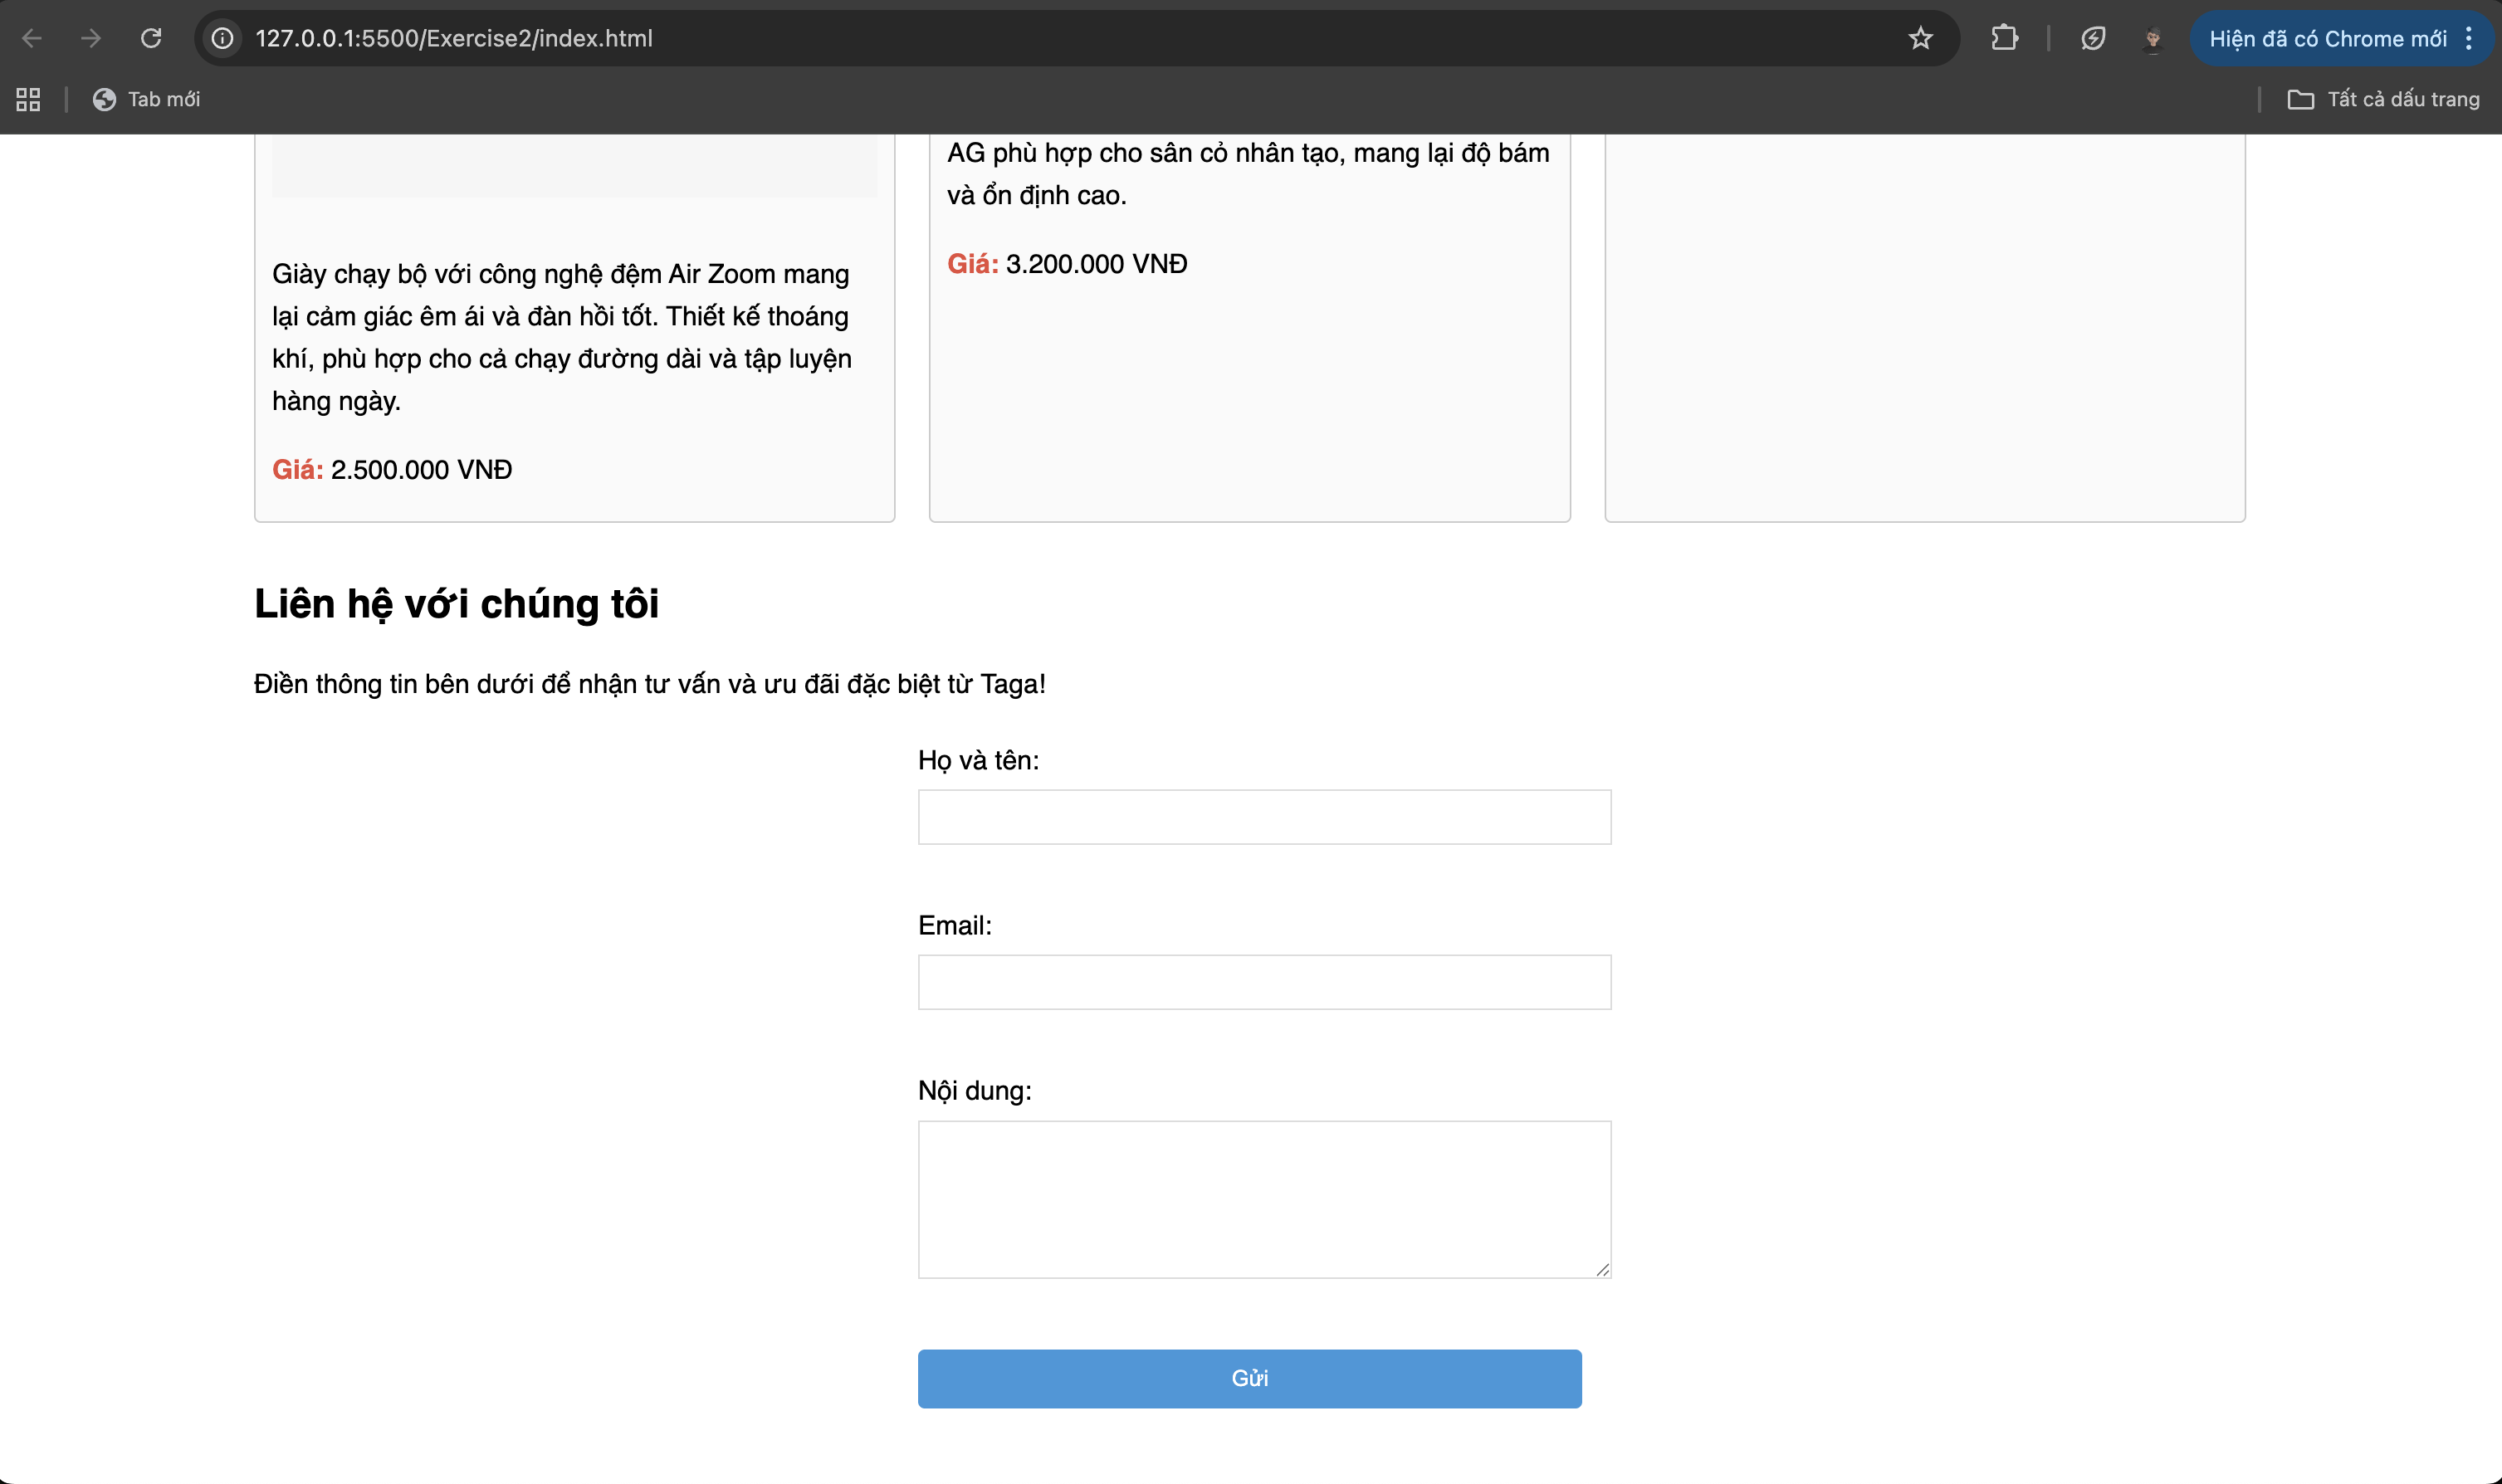 127.0.0.1:5500/Exercise2/index.html
Hiện đã có Chrome mới
Tab mới
Tất cả dấu trang
Giày chạy bộ với công nghệ đệm Air Zoom mang
lại cảm giác êm ái và đàn hồi tốt. Thiết kế thoáng
khí, phù hợp cho cả chạy đường dài và tập luyện
hàng ngày.
Giá: 2.500.000 VNĐ
AG phù hợp cho sân cỏ nhân tạo, mang lại độ bám
và ổn định cao.
Giá: 3.200.000 VNĐ
Liên hệ với chúng tôi
Điền thông tin bên dưới để nhận tư vấn và ưu đãi đặc biệt từ Taga!
Họ và tên:
Email:
Nội dung:
Gửi